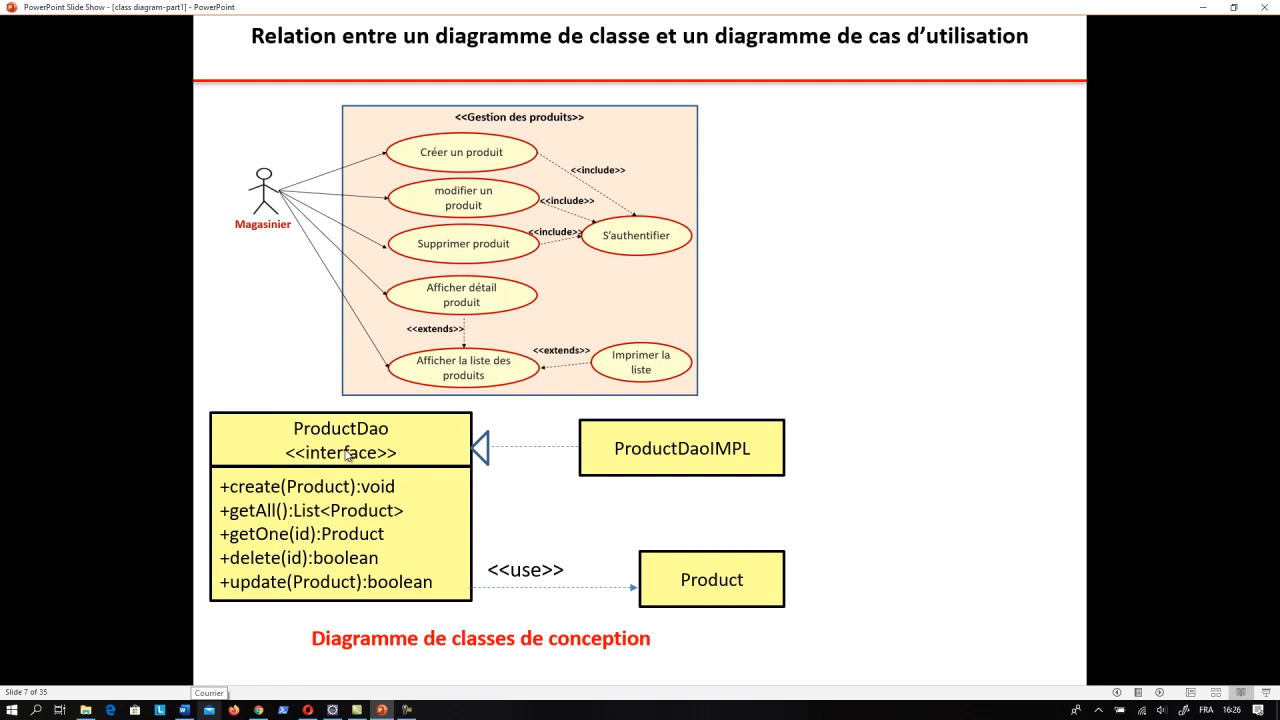 PowerPoint Slide Show - [class diagram-part1] - PowerPoint
Relation entre un diagramme de classe et un diagramme de cas d'utilisation
<<Gestion des produits>>
Créer un produit
<<include>>
modifier un
produit
<<include>>
Magasinier
Supprimer produit
<<include>>
S'authentifier
Afficher détail
produit
<<extends>>
Afficher la liste des
produits
<<extends>>
Imprimer la
liste
ProductDao
<<interface>>
ProductDaoIMPL
+create(Product):void
+getAll():List<Product>
+getOne(id):Product
+delete(id):boolean
+update(Product):boolean
<<use>>
Product
Diagramme de classes de conception
Slide 7 of 35
Courrier
FRA
16:26